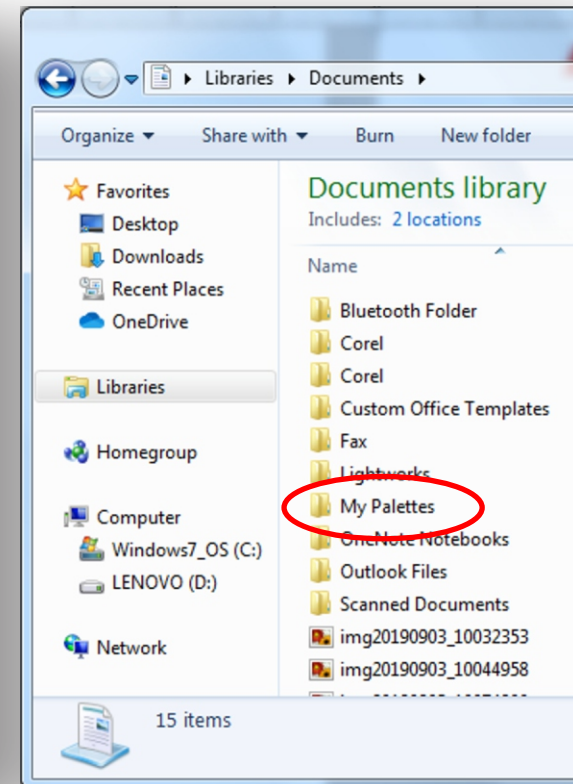 Libraries Documents
Organize Share with Burn New folder
Favorites
Desktop
Downloads
Recent Places
OneDrive
Libraries
Homegroup
Computer
Windows7_OS (C:)
LENOVO (D:)
Network
Documents library
Includes: 2 locations
Name
Bluetooth Folder
Corel
Corel
Custom Office Templates
Fax
Lightworks
My Palettes
OneNote Notebooks
Outlook Files
Scanned Documents
img20190903_10032353
img20190903_10044958
15 items